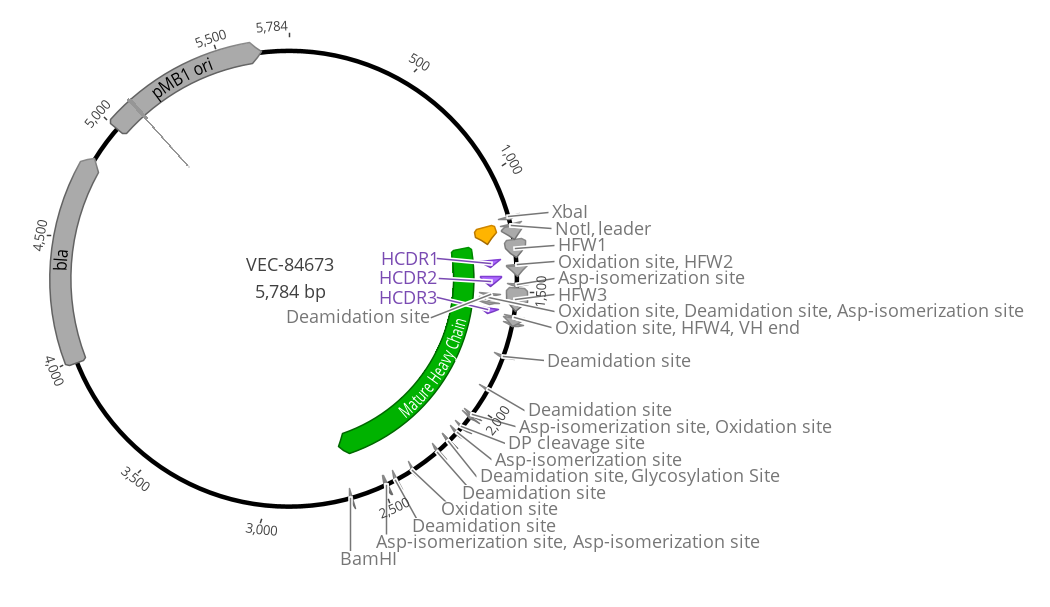 5,784
500
1,000
1,500
2,000
2,500
3,000
3,500
4,000
4,500
5,000
5,500
pMB1 ori
bla
VEC-84673
5,784 bp
HCDR1
HCDR2
HCDR3
Deamidation site
Mature Heavy Chain
XbaI
NotI, leader
HFW1
Oxidation site, HFW2
Asp-isomerization site
HFW3
Oxidation site, Deamidation site, Asp-isomerization site
Oxidation site, HFW4, VH end
Deamidation site
Deamidation site
Asp-isomerization site, Oxidation site
DP cleavage site
Asp-isomerization site
Deamidation site, Glycosylation Site
Deamidation site
Oxidation site
Deamidation site
Asp-isomerization site, Asp-isomerization site
BamHI